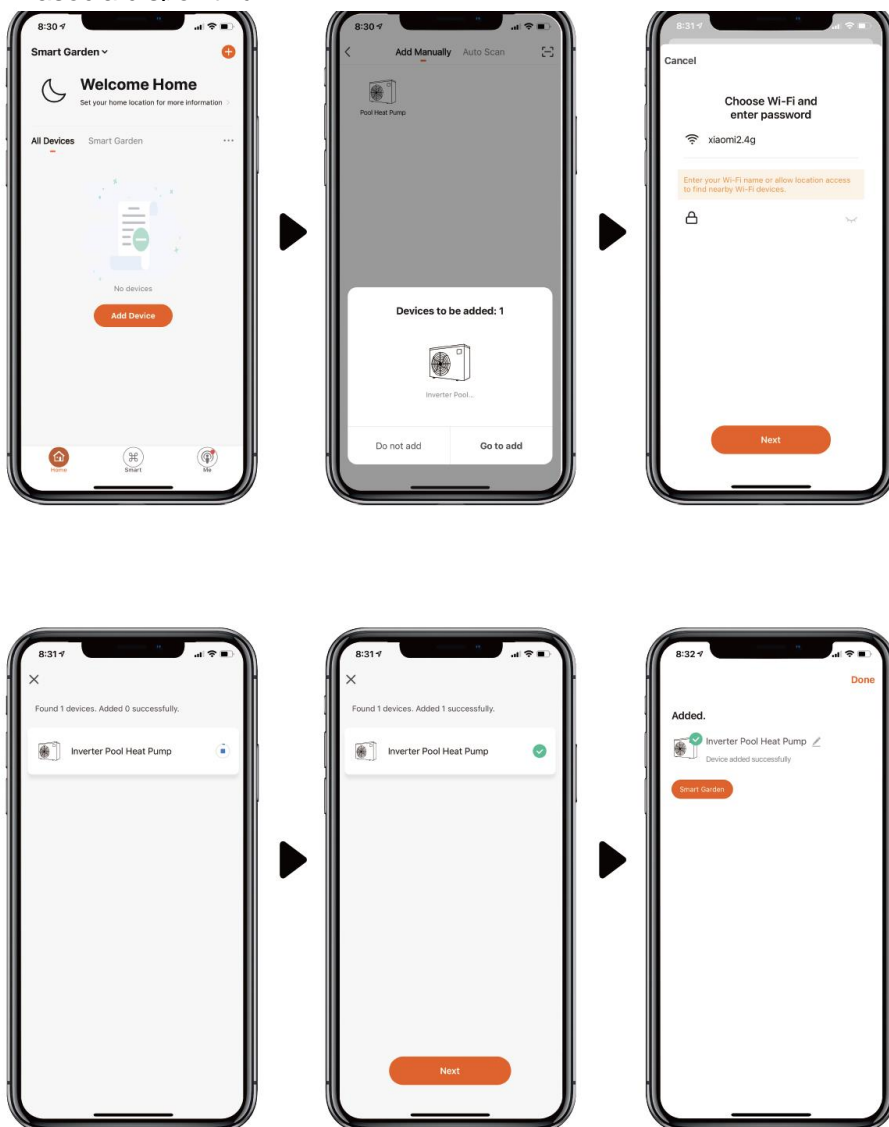 8:30
Smart Garden
Welcome Home
Set your home location for more information
All Devices Smart Garden
No devices
Add Device
Home Smart Me
8:30
Add Manually Auto Scan
Pool Heat Pump
Devices to be added: 1
Inverter Pool...
Do not add Go to add
8:31
Cancel
Choose Wi-Fi and
enter password
xiaomi2.4g
Enter your Wi-Fi name or allow location access
to find nearby Wi-Fi devices.
Next
8:31
Found 1 devices. Added 0 successfully.
Inverter Pool Heat Pump
8:31
Found 1 devices. Added 1 successfully.
Inverter Pool Heat Pump
Next
8:32
Done
Added.
Inverter Pool Heat Pump
Device added successfully
Smart Garden